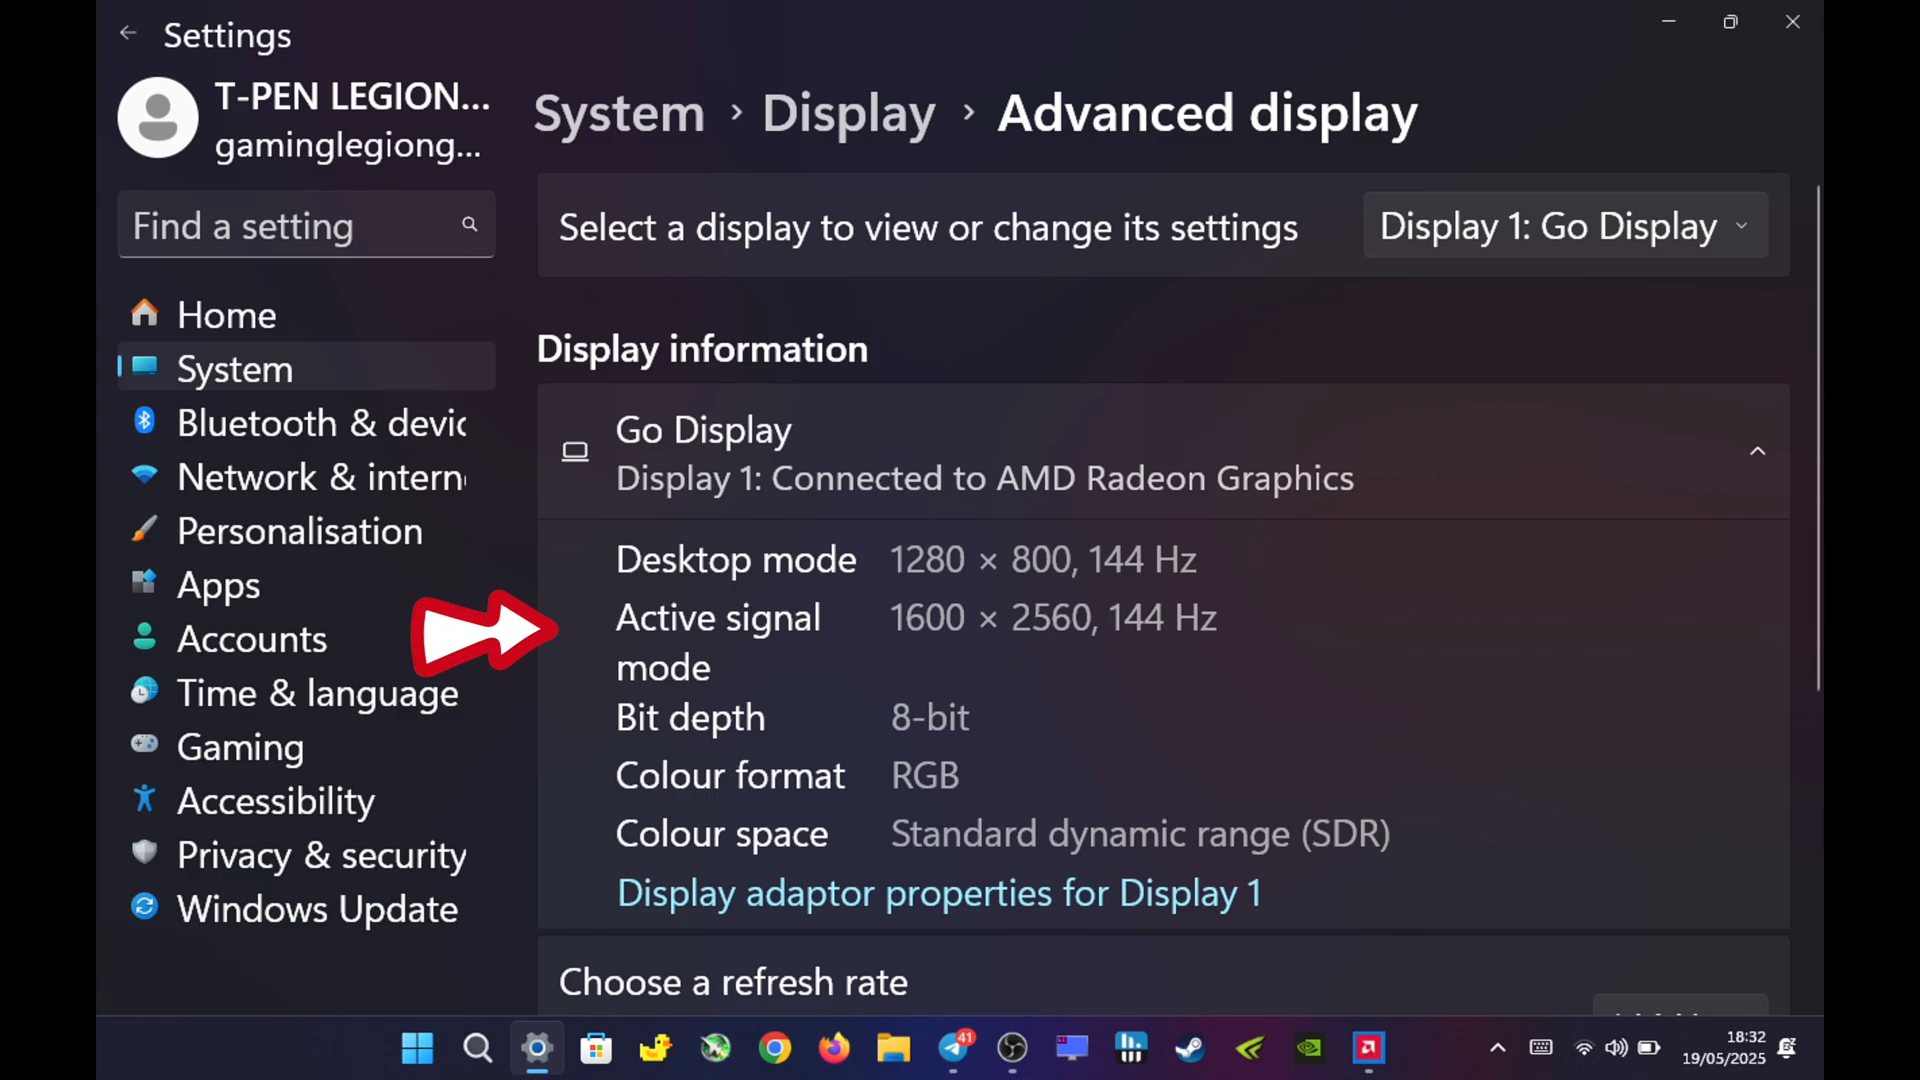 Settings
T-PEN LEGION...
gaminglegiong...
Find a setting
Home
System
Bluetooth & devic
Network & intern
Personalisation
Apps
Accounts
Time & language
Gaming
Accessibility
Privacy & security
Windows Update
System › Display › Advanced display
Select a display to view or change its settings
Display 1: Go Display
Display information
Go Display
Display 1: Connected to AMD Radeon Graphics
Desktop mode 1280 × 800, 144 Hz
Active signal 1600 × 2560, 144 Hz
mode
Bit depth 8-bit
Colour format RGB
Colour space Standard dynamic range (SDR)
Display adaptor properties for Display 1
Choose a refresh rate
41
18:32
19/05/2025